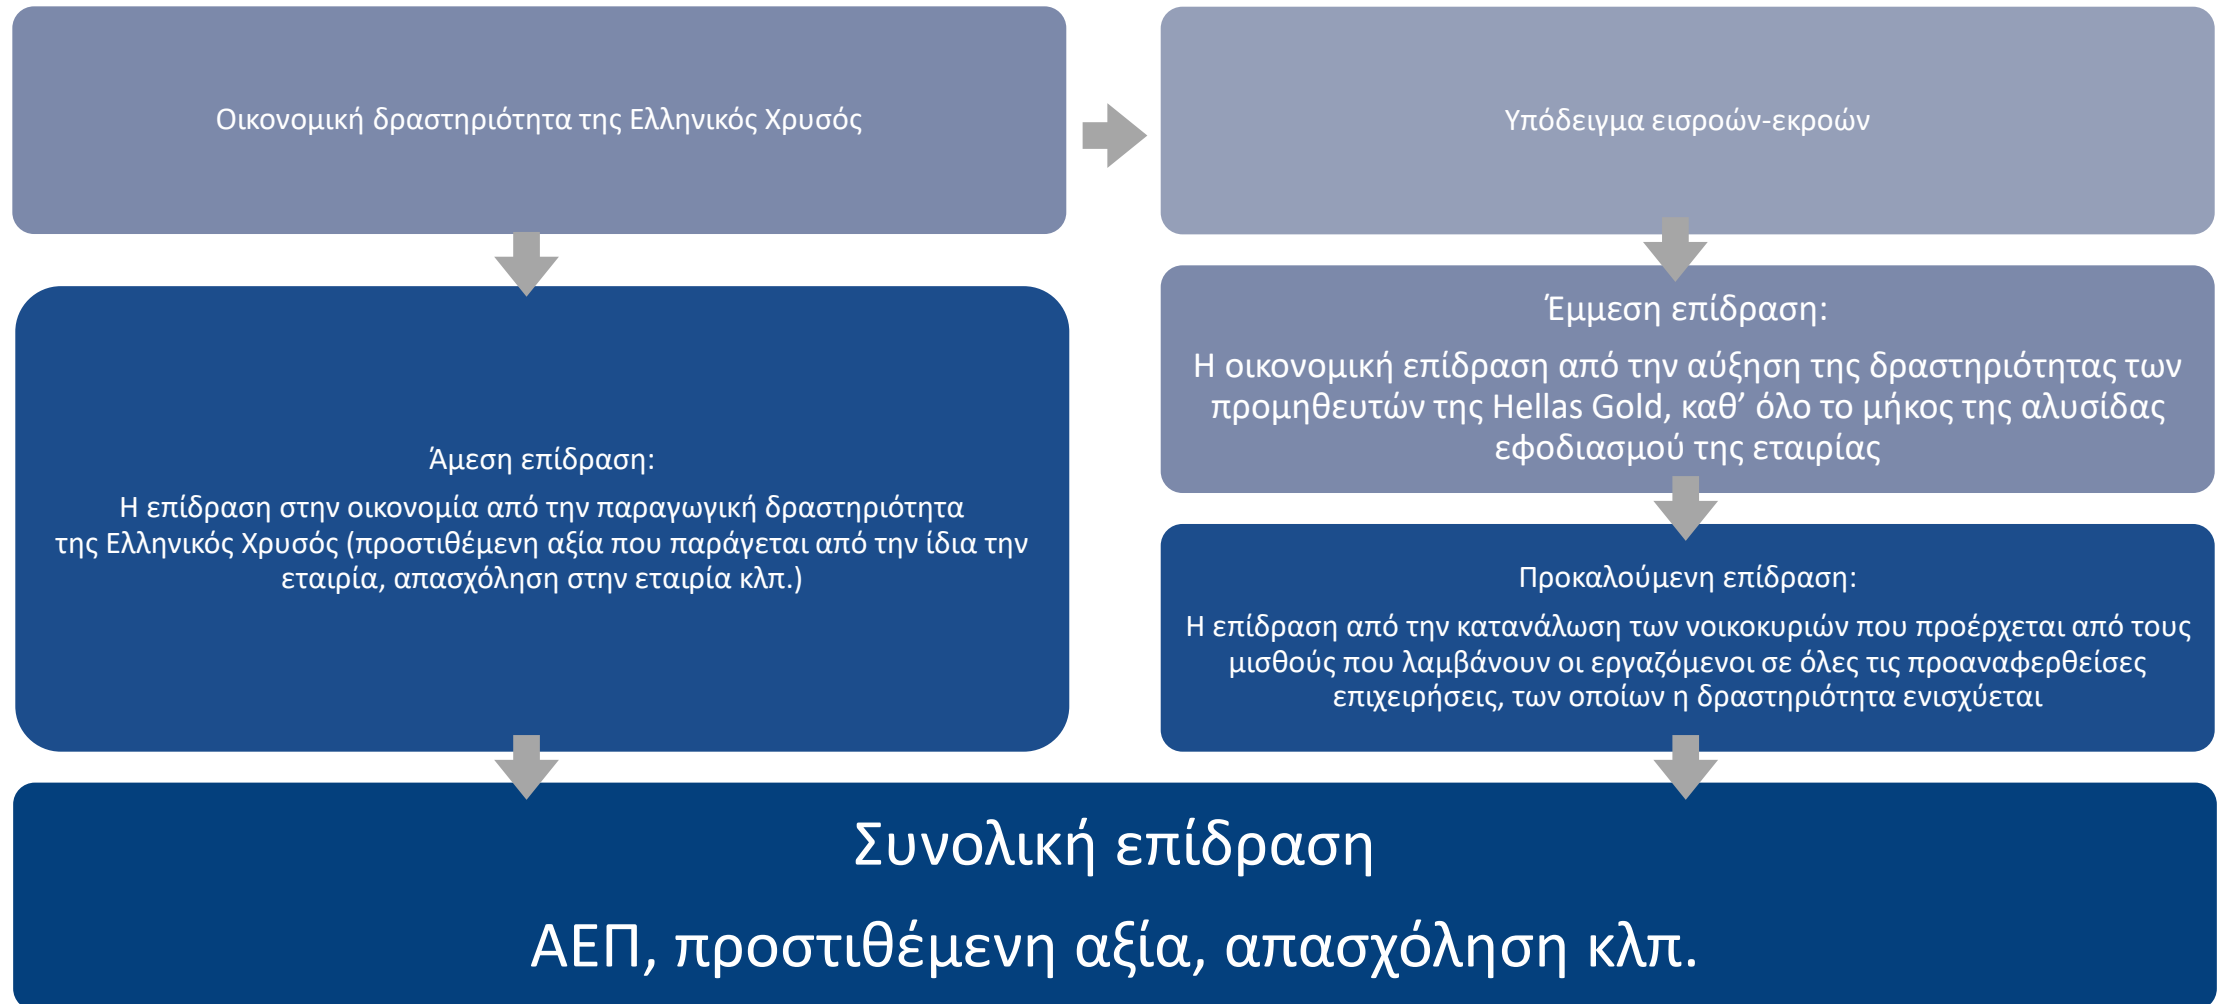 Οικονομική δραστηριότητα της Ελληνικός Χρυσός
Υπόδειγμα εισροών-εκροών
Άμεση επίδραση:
Η επίδραση στην οικονομία από την παραγωγική δραστηριότητα
της Ελληνικός Χρυσός (προστιθέμενη αξία που παράγεται από την ίδια την
εταιρία, απασχόληση στην εταιρία κλπ.)
Έμμεση επίδραση:
Η οικονομική επίδραση από την αύξηση της δραστηριότητας των
προμηθευτών της Hellas Gold, καθ’ όλο το μήκος της αλυσίδας
εφοδιασμού της εταιρίας
Προκαλούμενη επίδραση:
Η επίδραση από την κατανάλωση των νοικοκυριών που προέρχεται από τους
μισθούς που λαμβάνουν οι εργαζόμενοι σε όλες τις προαναφερθείσες
επιχειρήσεις, των οποίων η δραστηριότητα ενισχύεται
Συνολική επίδραση
ΑΕΠ, προστιθέμενη αξία, απασχόληση κλπ.